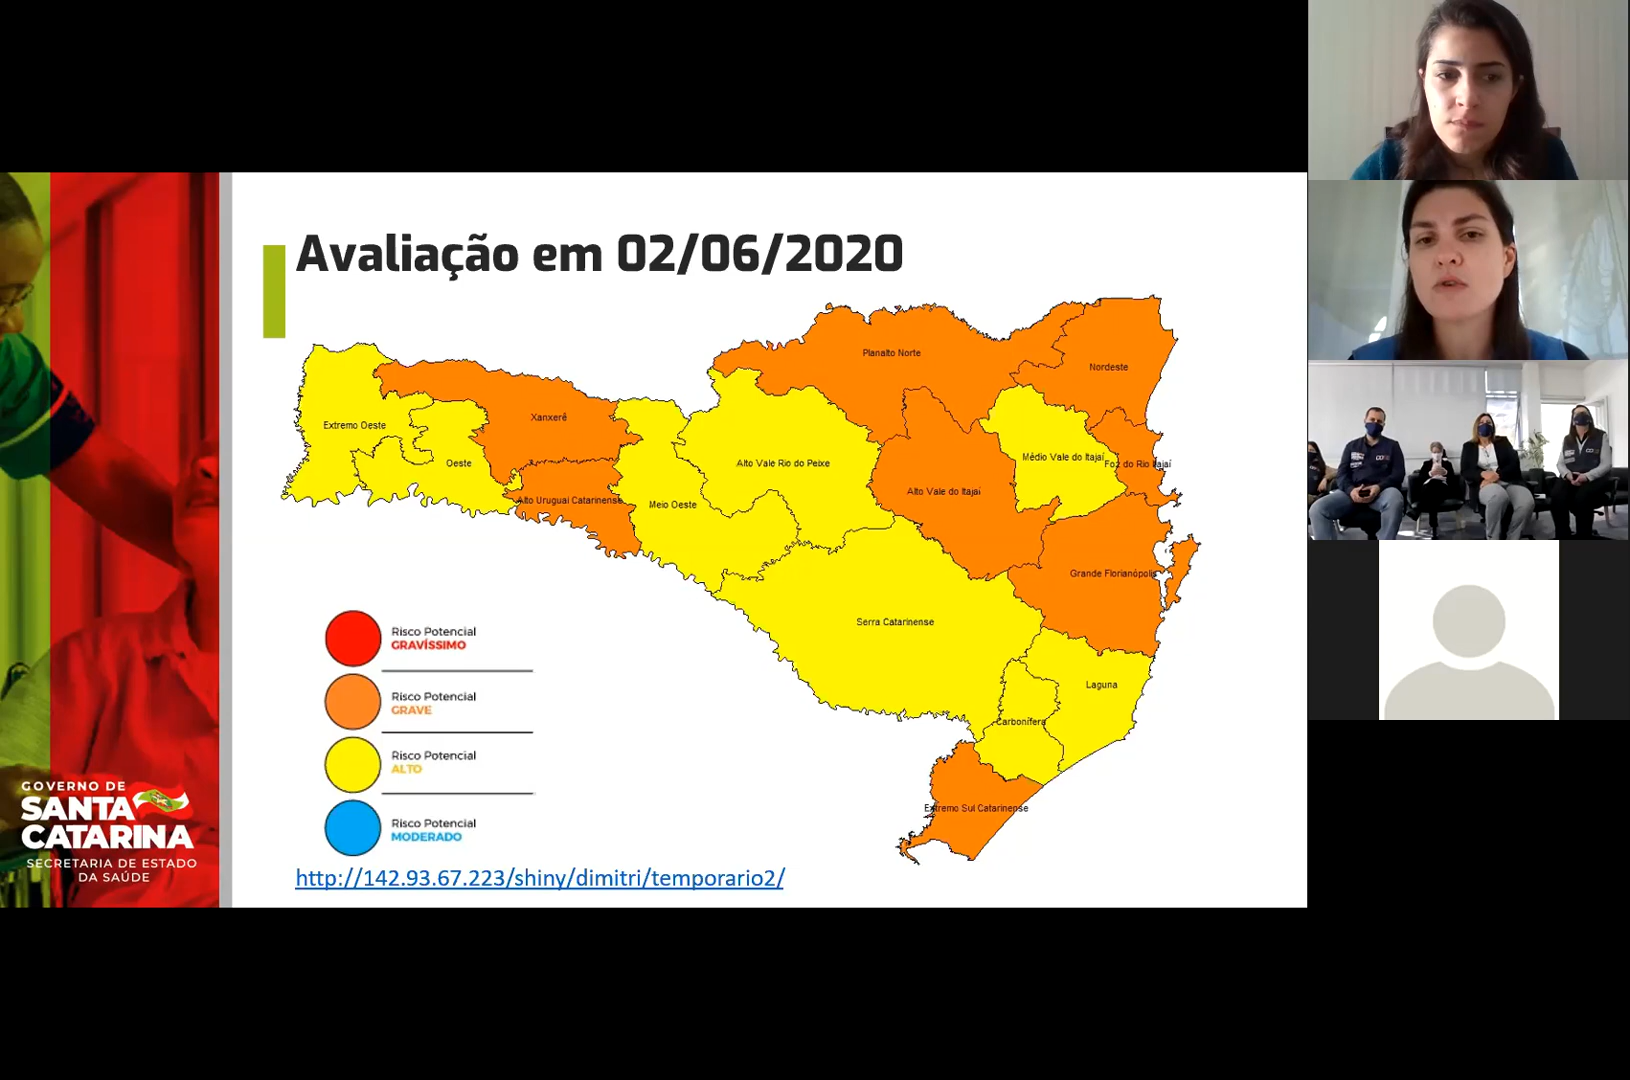 Avaliação em 02/06/2020
Planalto Norte
Nordeste
Xanxerê
Extremo Oeste
Oeste
Alto Vale Rio do Peixe
Médio Vale do Itajaí
Foz do Rio Itajaí
Alto Uruguai Catarinense
Meio Oeste
Alto Vale do Itajaí
Grande Florianópolis
Serra Catarinense
Laguna
Carbonífera
Extremo Sul Catarinense
Risco Potencial
GRAVÍSSIMO
Risco Potencial
GRAVE
Risco Potencial
ALTO
Risco Potencial
MODERADO
http://142.93.67.223/shiny/dimitri/temporario2/
GOVERNO DE
SANTA
CATARINA
SECRETARIA DE ESTADO
DA SAÚDE